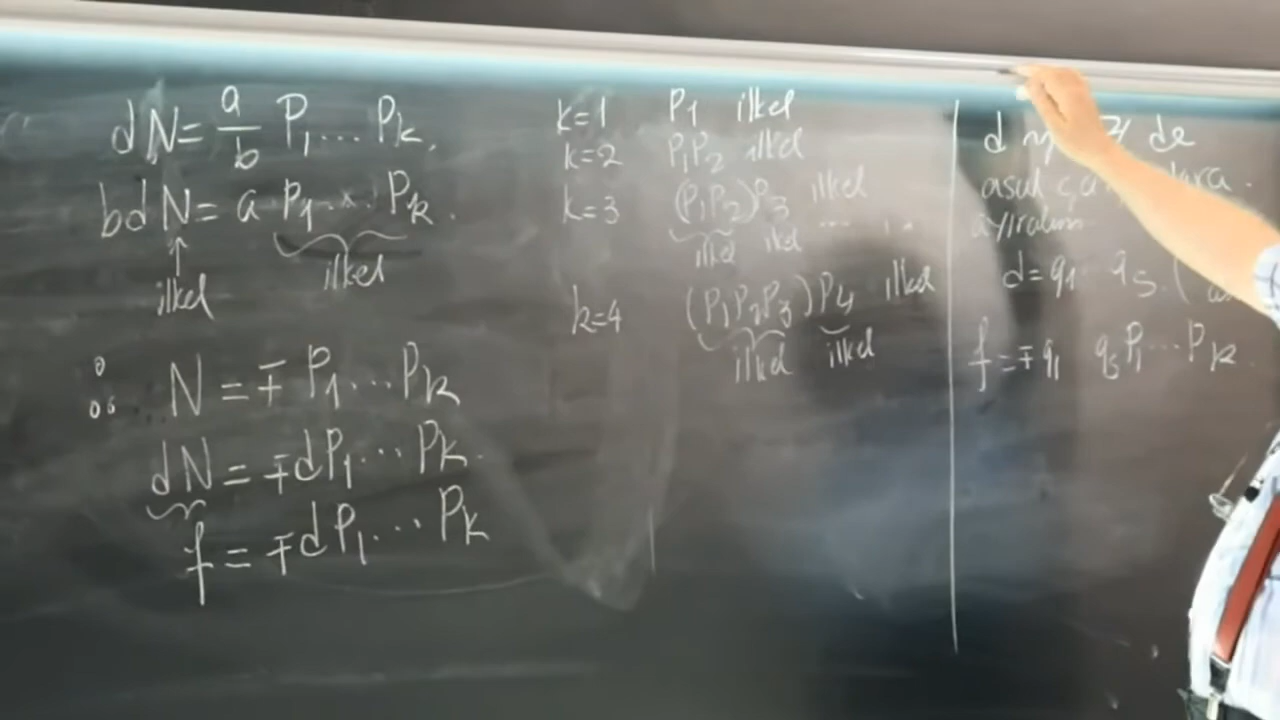 dN = a/b P₁ ... Pₖ.
bdN = a P₁ ... Pₖ.
↑
ilkel
ilkel
∴ N = ∓ P₁ ... Pₖ
dN = ∓ d P₁ ... Pₖ.
f = ∓ d P₁ ... Pₖ
k=1 P₁ ilkel
k=2 P₁P₂ ilkel
k=3 (P₁P₂)P₃ ilkel
ilkel ilkel
k=4 (P₁P₂P₃)P₄ ilkel
ilkel ilkel
d de
asal
ayıralım
d = q₁ qₛ (
f = ∓ q₁ qₛ P₁ ... Pₖ.